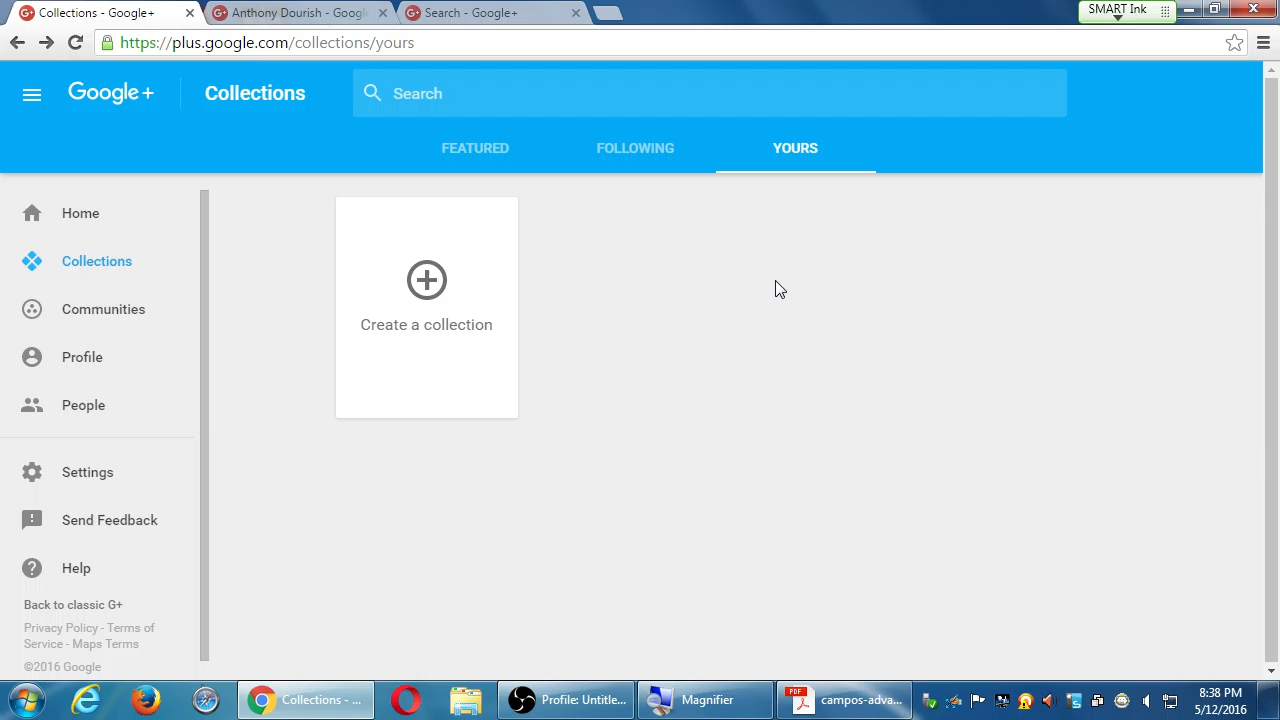 Collections - Google+
Anthony Dourish - Googl
Search - Google+
SMART Ink
https://plus.google.com/collections/yours
Google+
Collections
Search
FEATURED
FOLLOWING
YOURS
Home
Collections
Communities
Profile
People
Settings
Send Feedback
Help
Back to classic G+
Privacy Policy - Terms of
Service - Maps Terms
©2016 Google
Create a collection
Collections - ...
Profile: Untitle...
Magnifier
PDF
campos-adva...
8:38 PM
5/12/2016